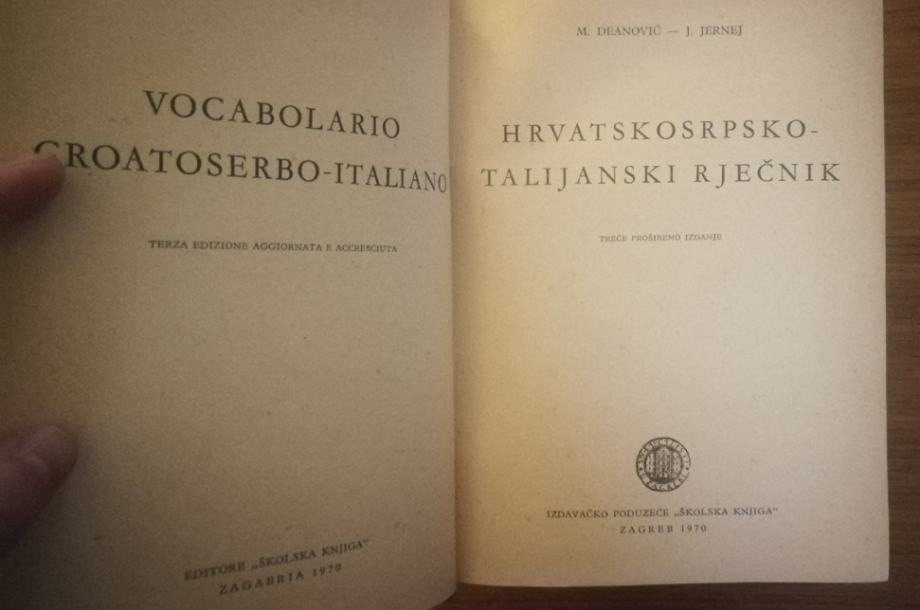 VOCABOLARIO
CROATOSERBO-ITALIANO
TERZA EDIZIONE AGGIORNATA E ACCRESCIUTA
EDITORE „ŠKOLSKA KNJIGA“
ZAGABRIA 1970
M. DEANOVIĆ — J. JERNEJ
HRVATSKOSRPSKO-
TALIJANSKI RJEČNIK
TREĆE PROŠIRENO IZDANJE
IZDAVAČKO PODUZEĆE „ŠKOLSKA KNJIGA“
ZAGREB 1970